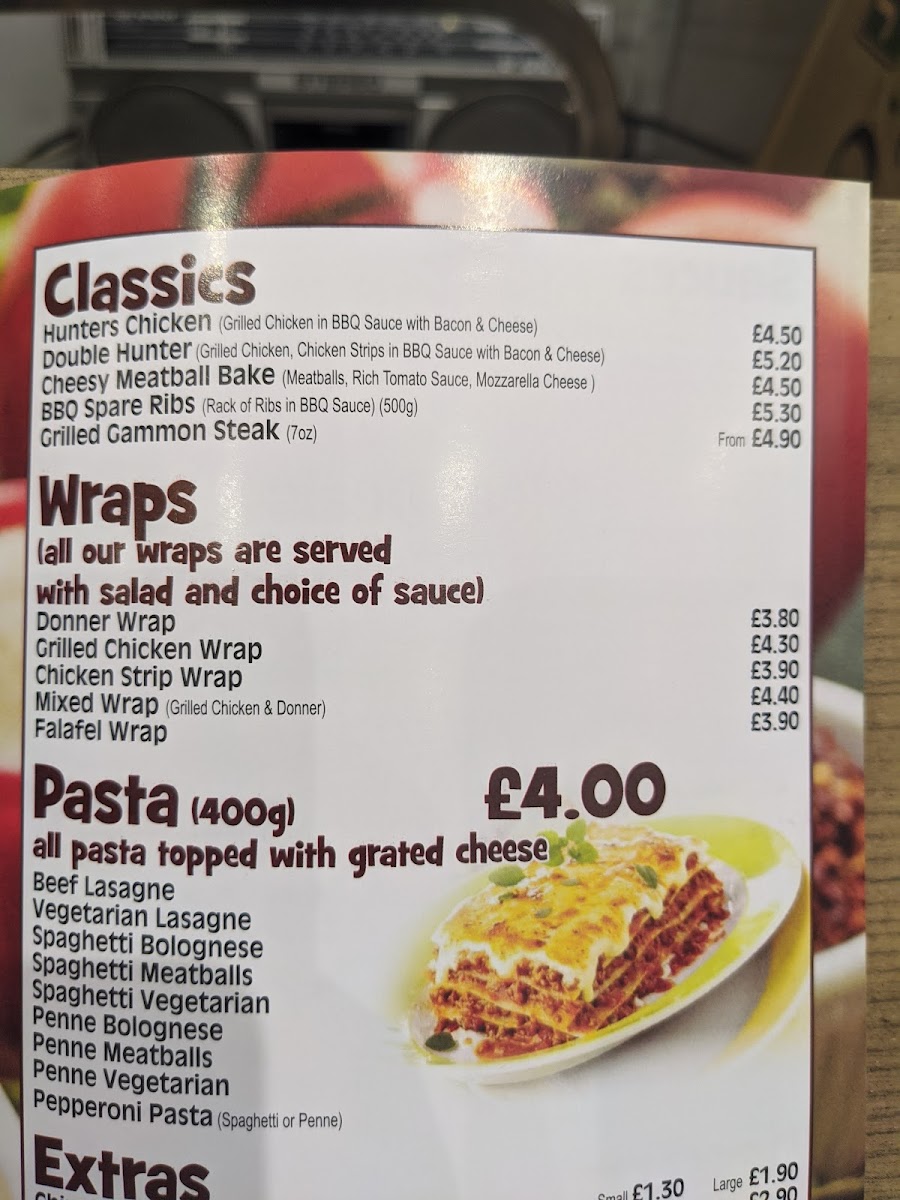 Classics
Hunters Chicken (Grilled Chicken in BBQ Sauce with Bacon & Cheese) £4.50
Double Hunter (Grilled Chicken, Chicken Strips in BBQ Sauce with Bacon & Cheese) £5.20
Cheesy Meatball Bake (Meatballs, Rich Tomato Sauce, Mozzarella Cheese ) £4.50
BBQ Spare Ribs (Rack of Ribs in BBQ Sauce) (500g) £5.30
Grilled Gammon Steak (7oz) From £4.90
Wraps
(all our wraps are served
with salad and choice of sauce)
Donner Wrap £3.80
Grilled Chicken Wrap £4.30
Chicken Strip Wrap £3.90
Mixed Wrap (Grilled Chicken & Donner) £4.40
Falafel Wrap £3.90
Pasta (400g) £4.00
all pasta topped with grated cheese
Beef Lasagne
Vegetarian Lasagne
Spaghetti Bolognese
Spaghetti Meatballs
Spaghetti Vegetarian
Penne Bolognese
Penne Meatballs
Penne Vegetarian
Pepperoni Pasta (Spaghetti or Penne)
Extras
Small £1.30 Large £1.90
£2.90